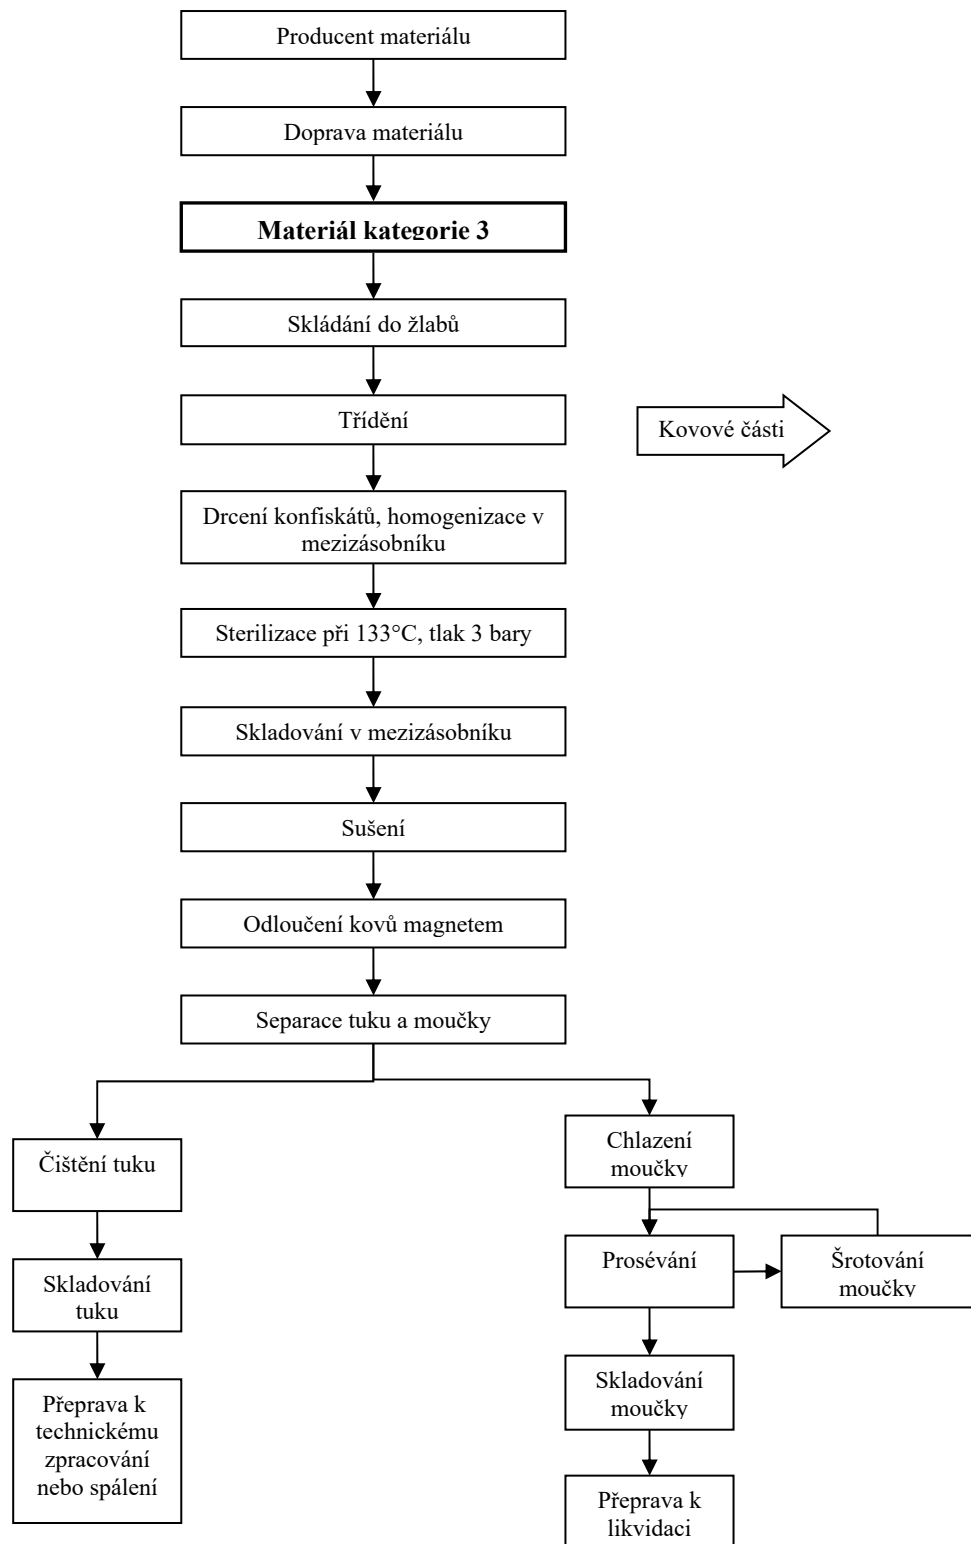 Producent materiálu
Doprava materiálu
Materiál kategorie 3
Skládání do žlabů
Třídění
Kovové části
Drcení konfiskátů, homogenizace v
mezizásobníku
Sterilizace při 133°C, tlak 3 bary
Skladování v mezizásobníku
Sušení
Odloučení kovů magnetem
Separace tuku a moučky
Čištění tuku
Skladování
tuku
Přeprava k
technickému
zpracování
nebo spálení
Chlazení
moučky
Prosévání
Šrotování
moučky
Skladování
moučky
Přeprava k
likvidaci